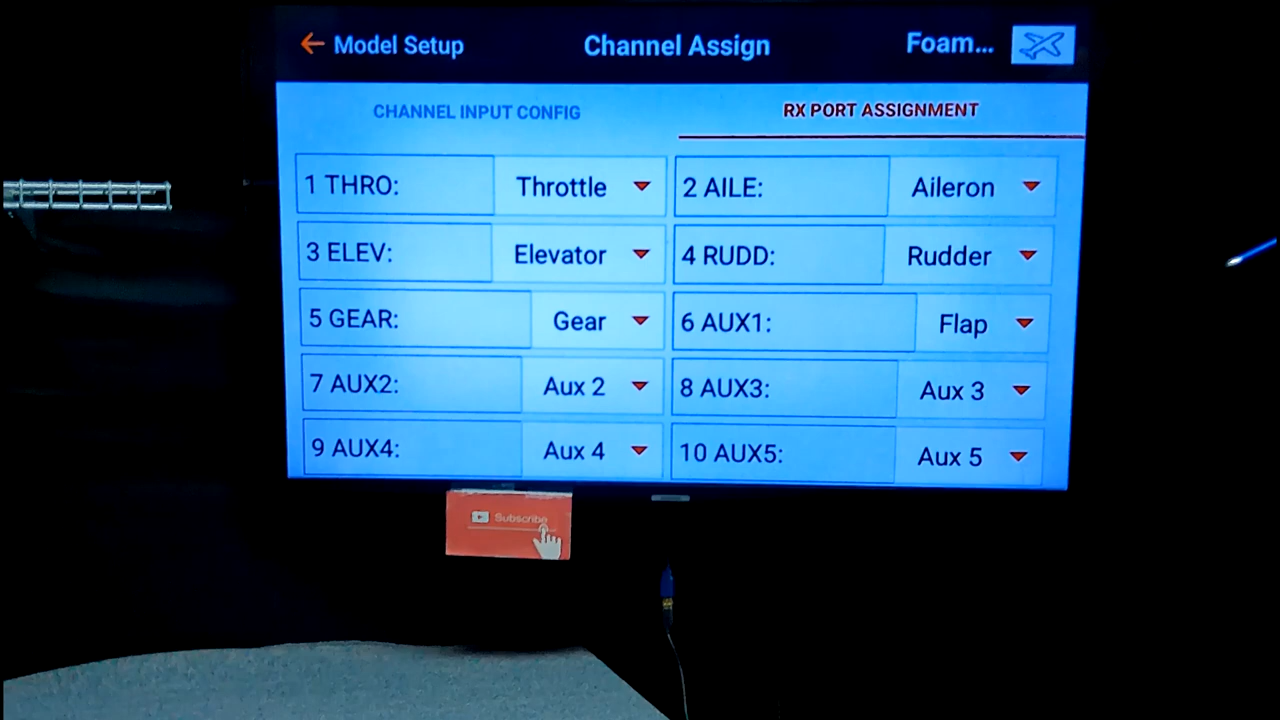 Model Setup Channel Assign Foam...
CHANNEL INPUT CONFIG RX PORT ASSIGNMENT
1 THRO: Throttle 2 AILE: Aileron
3 ELEV: Elevator 4 RUDD: Rudder
5 GEAR: Gear 6 AUX1: Flap
7 AUX2: Aux 2 8 AUX3: Aux 3
9 AUX4: Aux 4 10 AUX5: Aux 5
Subscribe